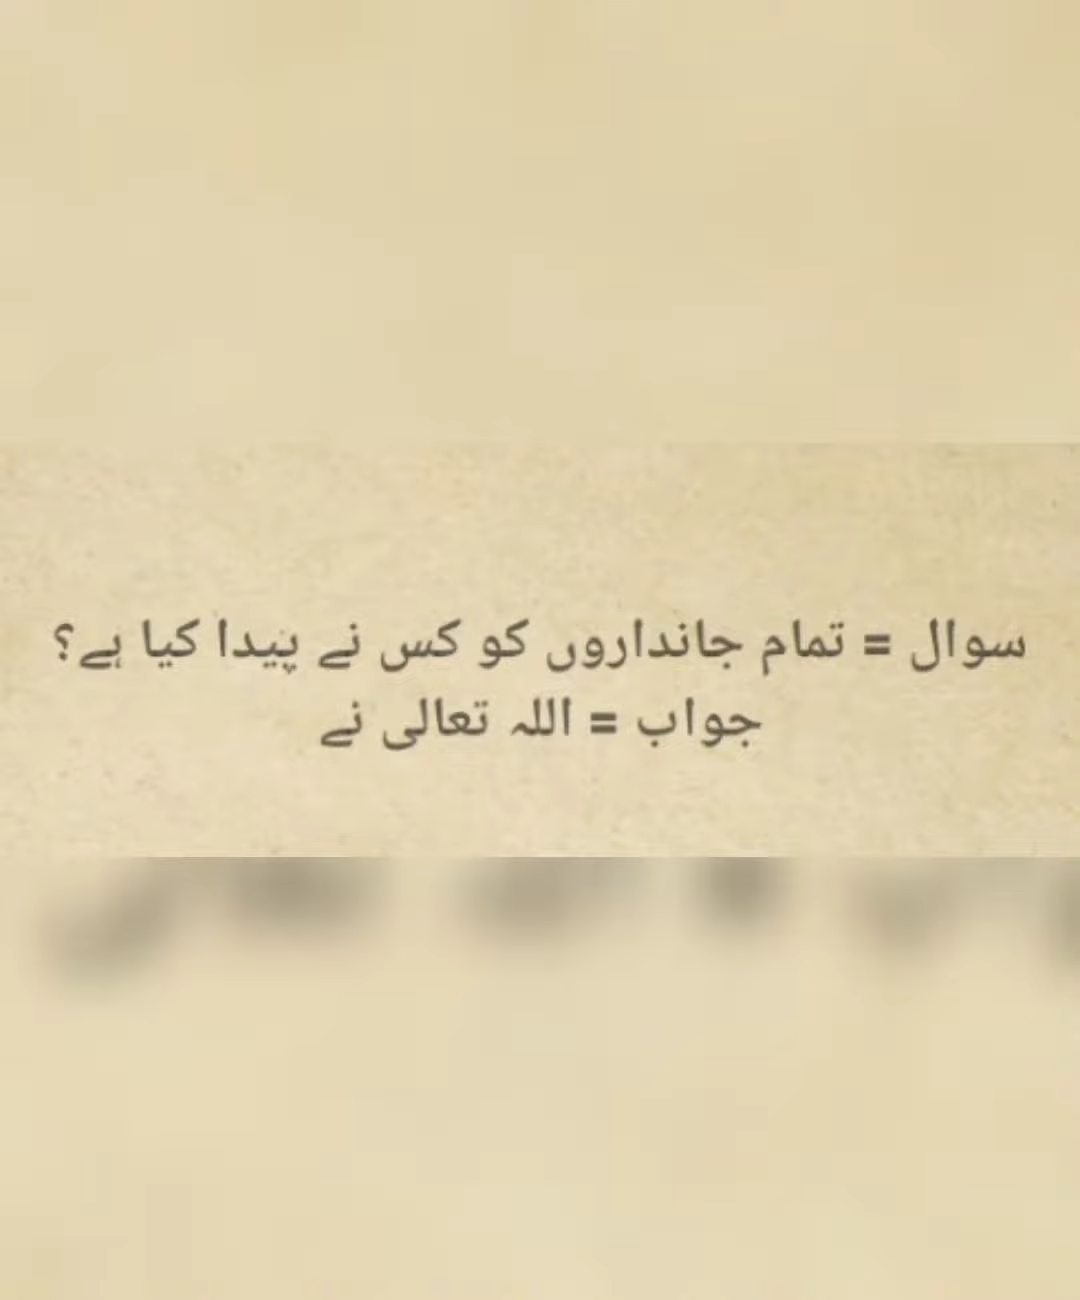 سوال = تمام جانداروں کو کس نے پیدا کیا ہے؟
جواب = اللہ تعالی نے